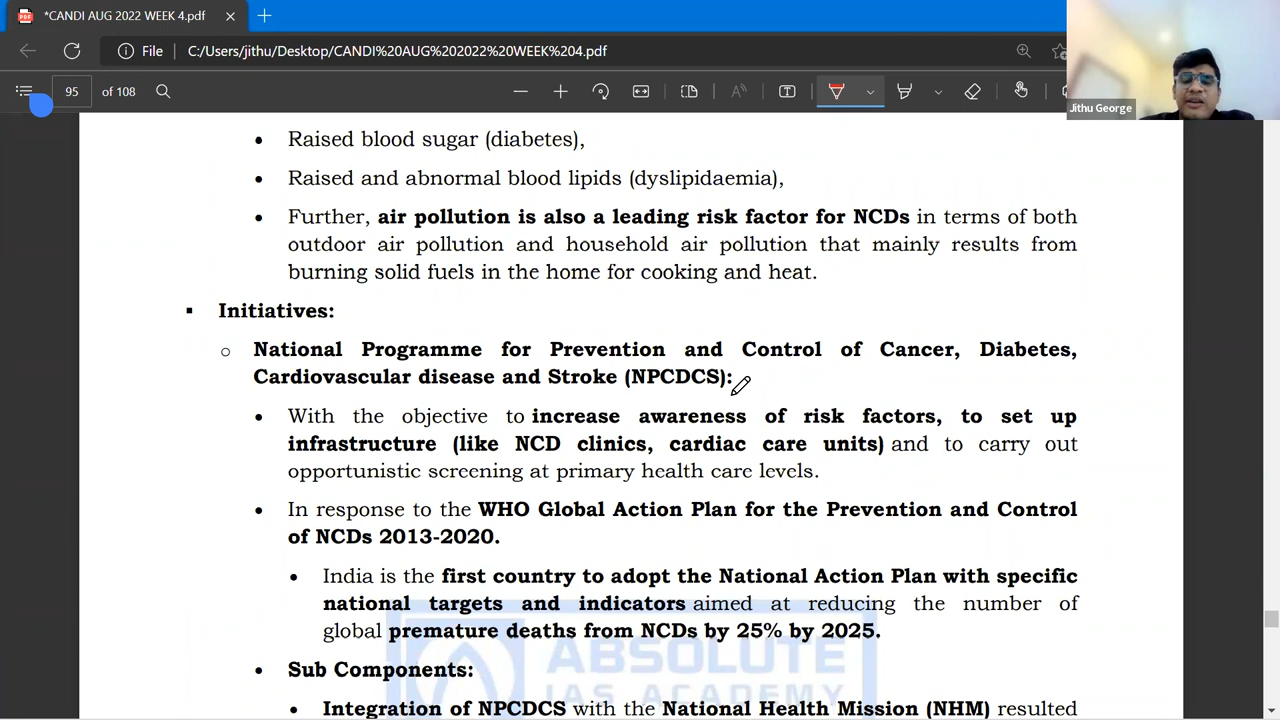 *CANDI AUG 2022 WEEK 4.pdf
File C:/Users/jithu/Desktop/CANDI%20AUG%202022%20WEEK%204.pdf
95 of 108
Jithu George
• Raised blood sugar (diabetes),
• Raised and abnormal blood lipids (dyslipidaemia),
• Further, air pollution is also a leading risk factor for NCDs in terms of both
outdoor air pollution and household air pollution that mainly results from
burning solid fuels in the home for cooking and heat.
▪ Initiatives:
o National Programme for Prevention and Control of Cancer, Diabetes,
Cardiovascular disease and Stroke (NPCDCS):
• With the objective to increase awareness of risk factors, to set up
infrastructure (like NCD clinics, cardiac care units) and to carry out
opportunistic screening at primary health care levels.
• In response to the WHO Global Action Plan for the Prevention and Control
of NCDs 2013-2020.
• India is the first country to adopt the National Action Plan with specific
national targets and indicators aimed at reducing the number of
global premature deaths from NCDs by 25% by 2025.
ABSOLUTE
IAS ACADEMY
• Sub Components:
• Integration of NPCDCS with the National Health Mission (NHM) resulted